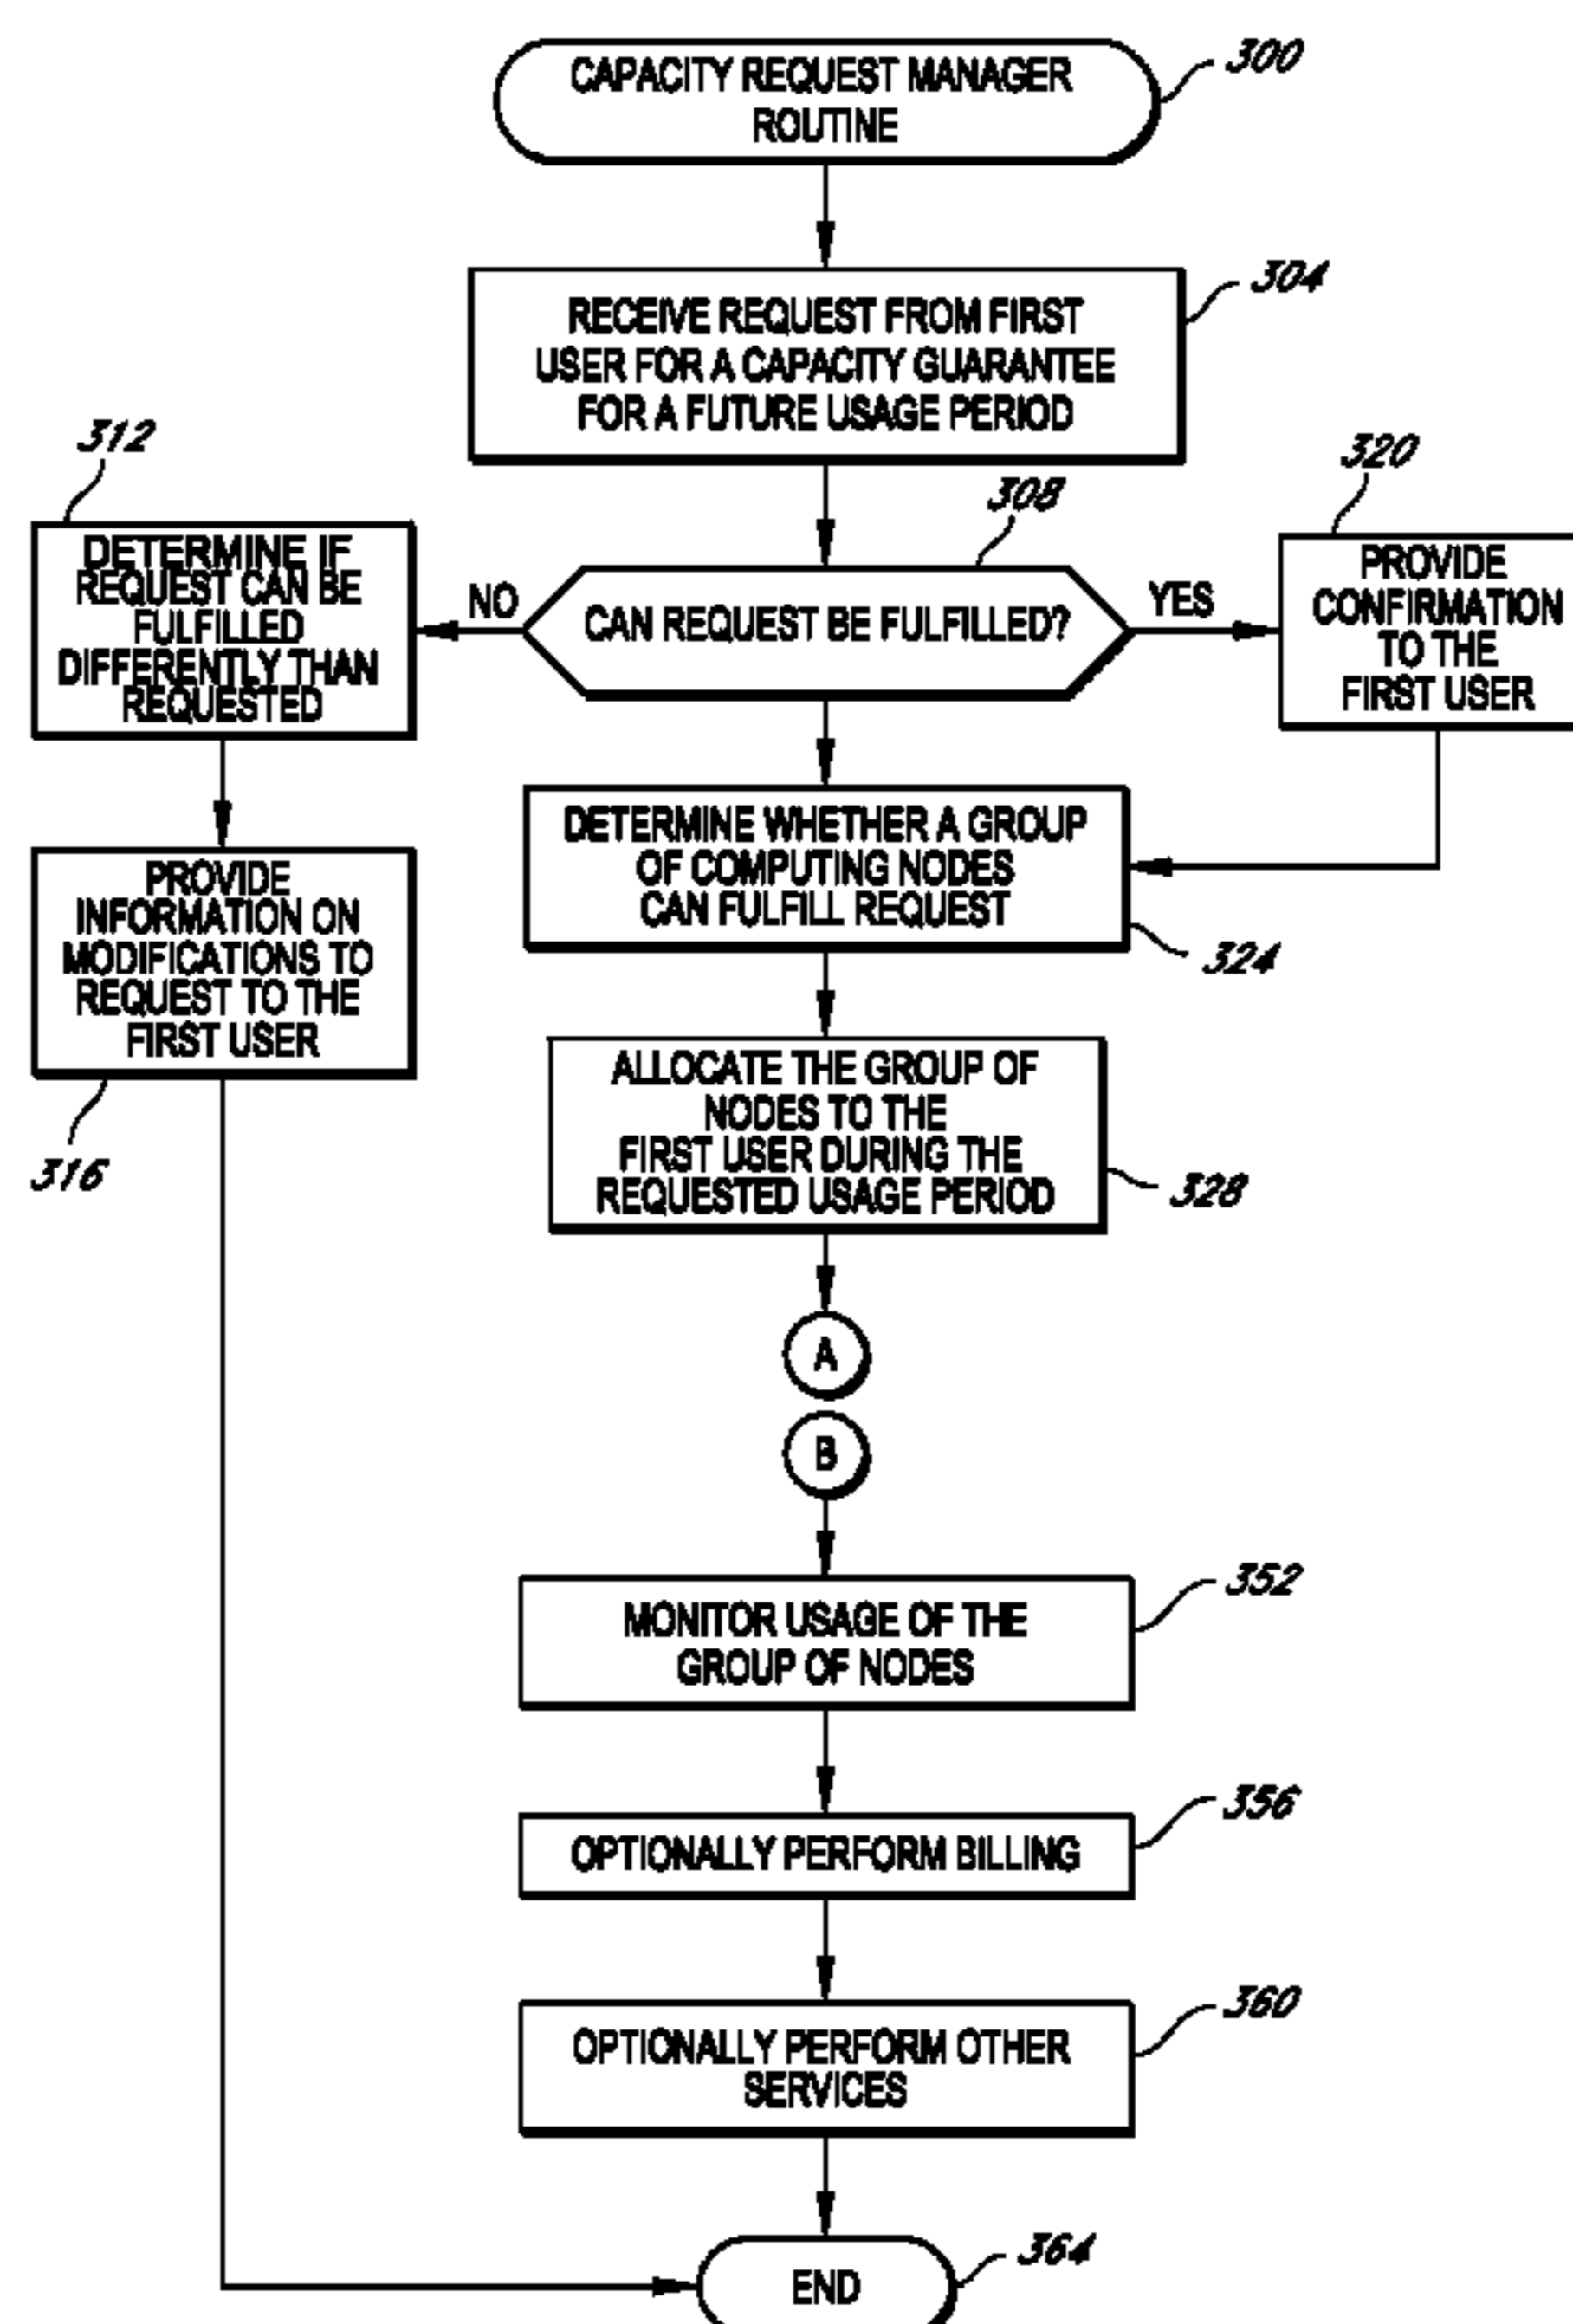 CAPACITY REQUEST MANAGER
ROUTINE
300
RECEIVE REQUEST FROM FIRST
USER FOR A CAPACITY GUARANTEE
FOR A FUTURE USAGE PERIOD
304
308
CAN REQUEST BE FULFILLED?
NO
YES
312
DETERMINE IF
REQUEST CAN BE
FULFILLED
DIFFERENTLY THAN
REQUESTED
320
PROVIDE
CONFIRMATION
TO THE
FIRST USER
PROVIDE
INFORMATION ON
MODIFICATIONS TO
REQUEST TO THE
FIRST USER
316
DETERMINE WHETHER A GROUP
OF COMPUTING NODES
CAN FULFILL REQUEST
324
ALLOCATE THE GROUP OF
NODES TO THE
FIRST USER DURING THE
REQUESTED USAGE PERIOD
328
A
B
MONITOR USAGE OF THE
GROUP OF NODES
352
OPTIONALLY PERFORM BILLING
356
OPTIONALLY PERFORM OTHER
SERVICES
360
END
364